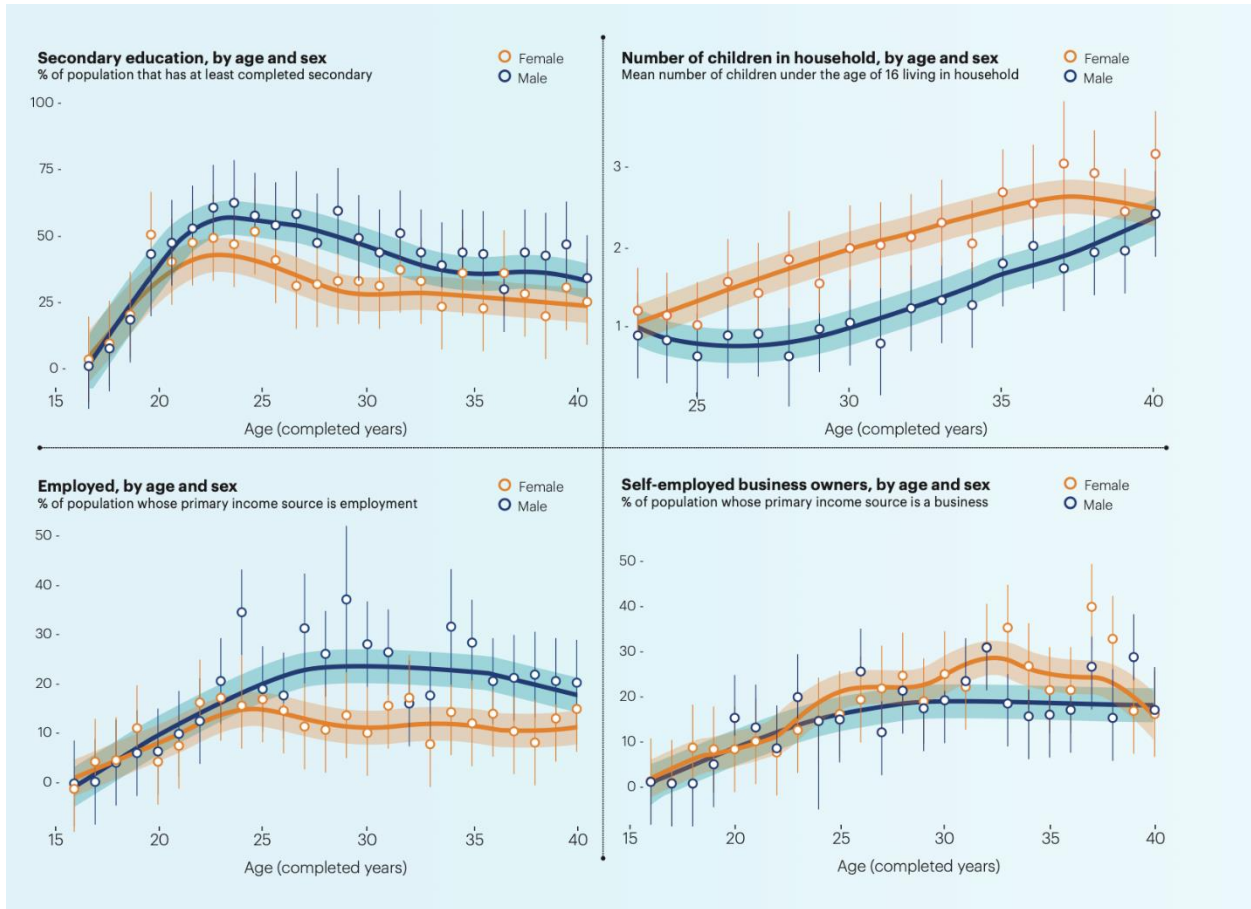 Secondary education, by age and sex
% of population that has at least completed secondary
Female
Male
100 -
75 -
50 -
25 -
0 -
15
20
25
30
35
40
Age (completed years)
Number of children in household, by age and sex
Mean number of children under the age of 16 living in household
Female
Male
3 -
2 -
1 -
25
30
35
40
Age (completed years)
Employed, by age and sex
% of population whose primary income source is employment
Female
Male
50 -
40 -
30 -
20 -
10 -
0 -
15
20
25
30
35
40
Age (completed years)
Self-employed business owners, by age and sex
% of population whose primary income source is a business
Female
Male
50 -
40 -
30 -
20 -
10 -
0 -
15
20
25
30
35
40
Age (completed years)